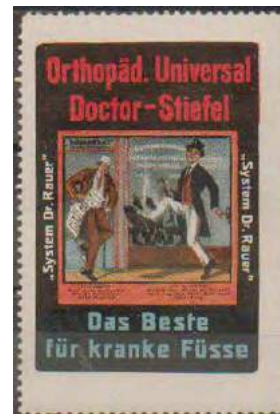 Orthopäd. Universal
Doctor-Stiefel
„System Dr. Rauer"
„System Dr. Rauer"
Das Beste
für kranke Füsse